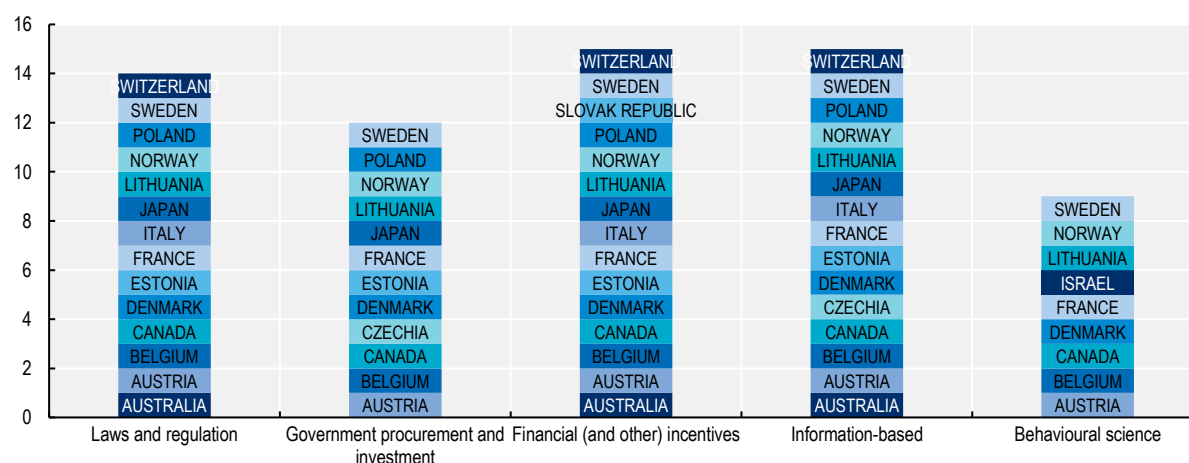 16
14
12
10
8
6
4
2
0
SWITZERLAND
SWEDEN
POLAND
NORWAY
LITHUANIA
JAPAN
ITALY
FRANCE
ESTONIA
DENMARK
CANADA
BELGIUM
AUSTRIA
AUSTRALIA
Laws and regulation
SWEDEN
POLAND
NORWAY
LITHUANIA
JAPAN
FRANCE
ESTONIA
DENMARK
CZECHIA
CANADA
BELGIUM
AUSTRIA
Government procurement and
investment
SWITZERLAND
SWEDEN
SLOVAK REPUBLIC
POLAND
NORWAY
LITHUANIA
JAPAN
ITALY
FRANCE
ESTONIA
DENMARK
CANADA
BELGIUM
AUSTRIA
AUSTRALIA
Financial (and other) incentives
SWITZERLAND
SWEDEN
POLAND
NORWAY
LITHUANIA
JAPAN
ITALY
FRANCE
ESTONIA
DENMARK
CZECHIA
CANADA
BELGIUM
AUSTRIA
AUSTRALIA
Information-based
SWEDEN
NORWAY
LITHUANIA
ISRAEL
FRANCE
DENMARK
CANADA
BELGIUM
AUSTRIA
Behavioural science